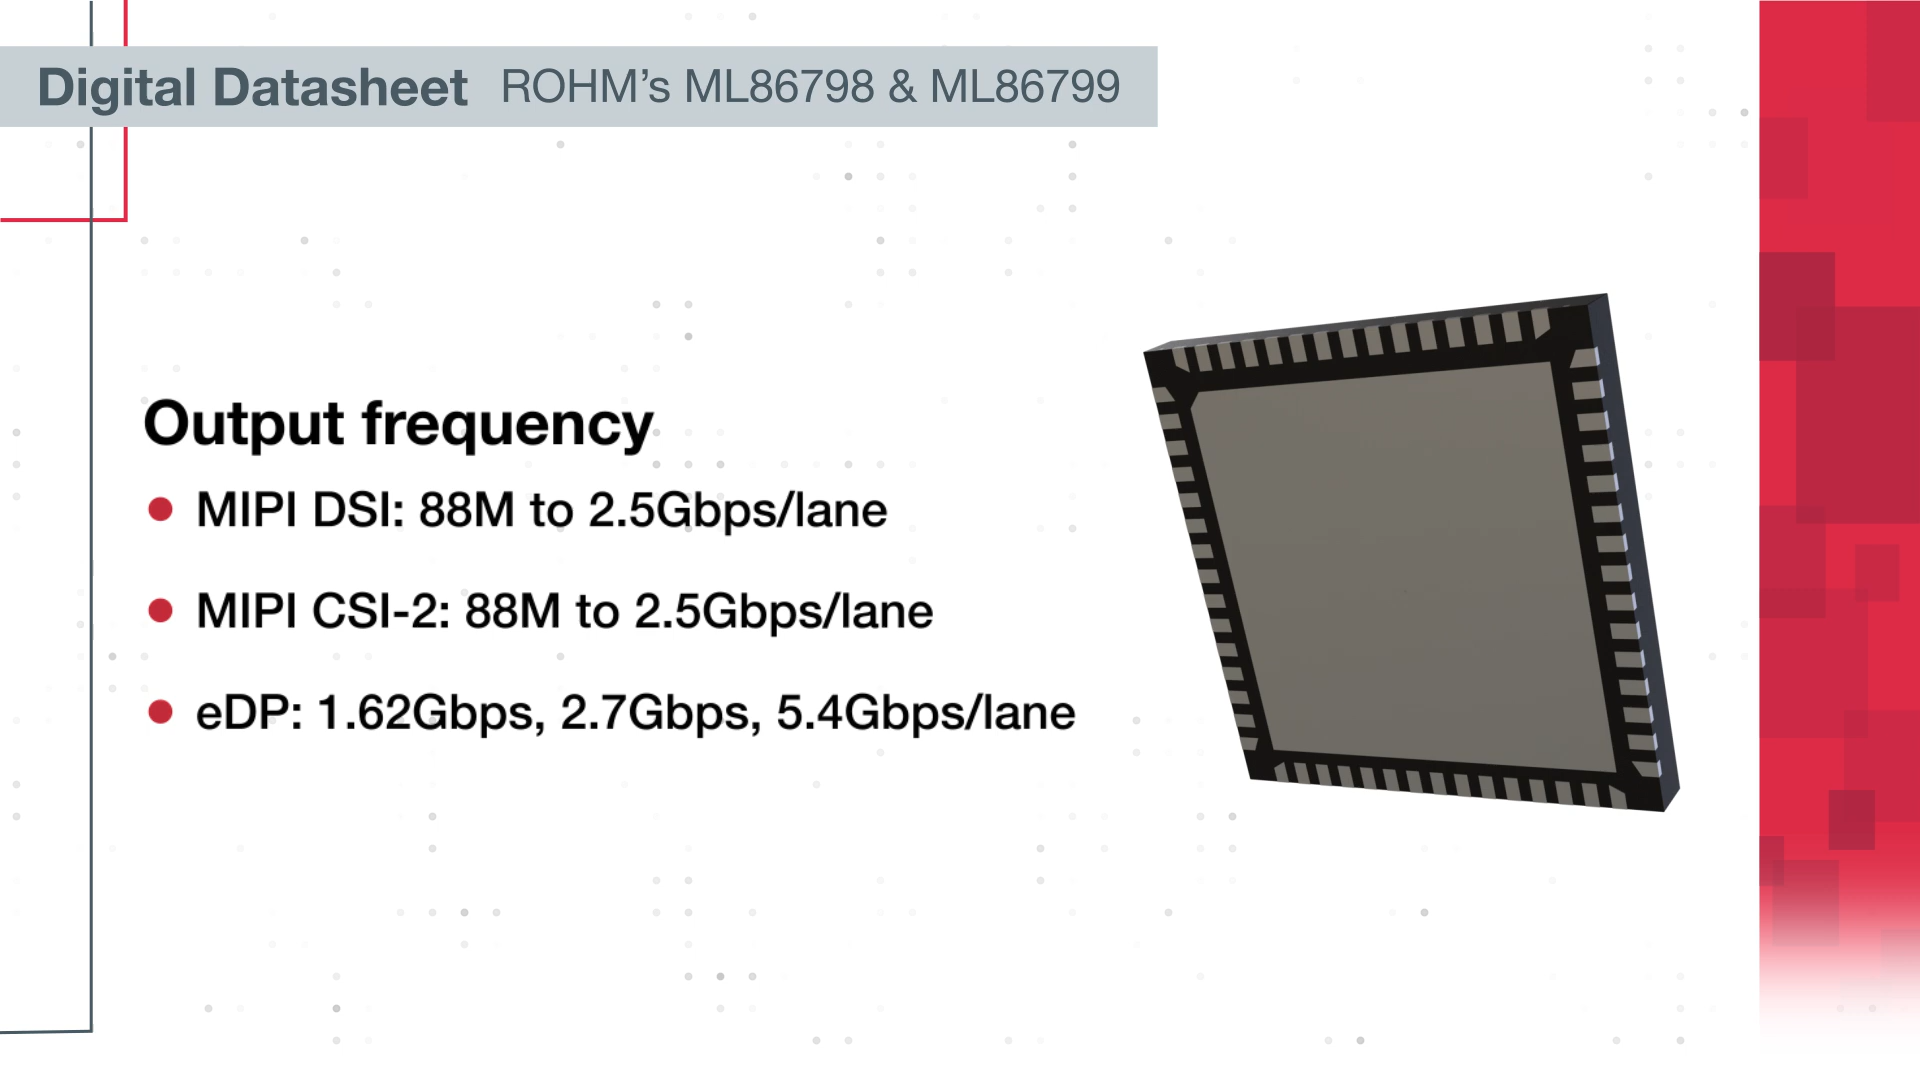 Digital Datasheet ROHM’s ML86798 & ML86799
Output frequency
MIPI DSI: 88M to 2.5Gbps/lane
MIPI CSI-2: 88M to 2.5Gbps/lane
eDP: 1.62Gbps, 2.7Gbps, 5.4Gbps/lane